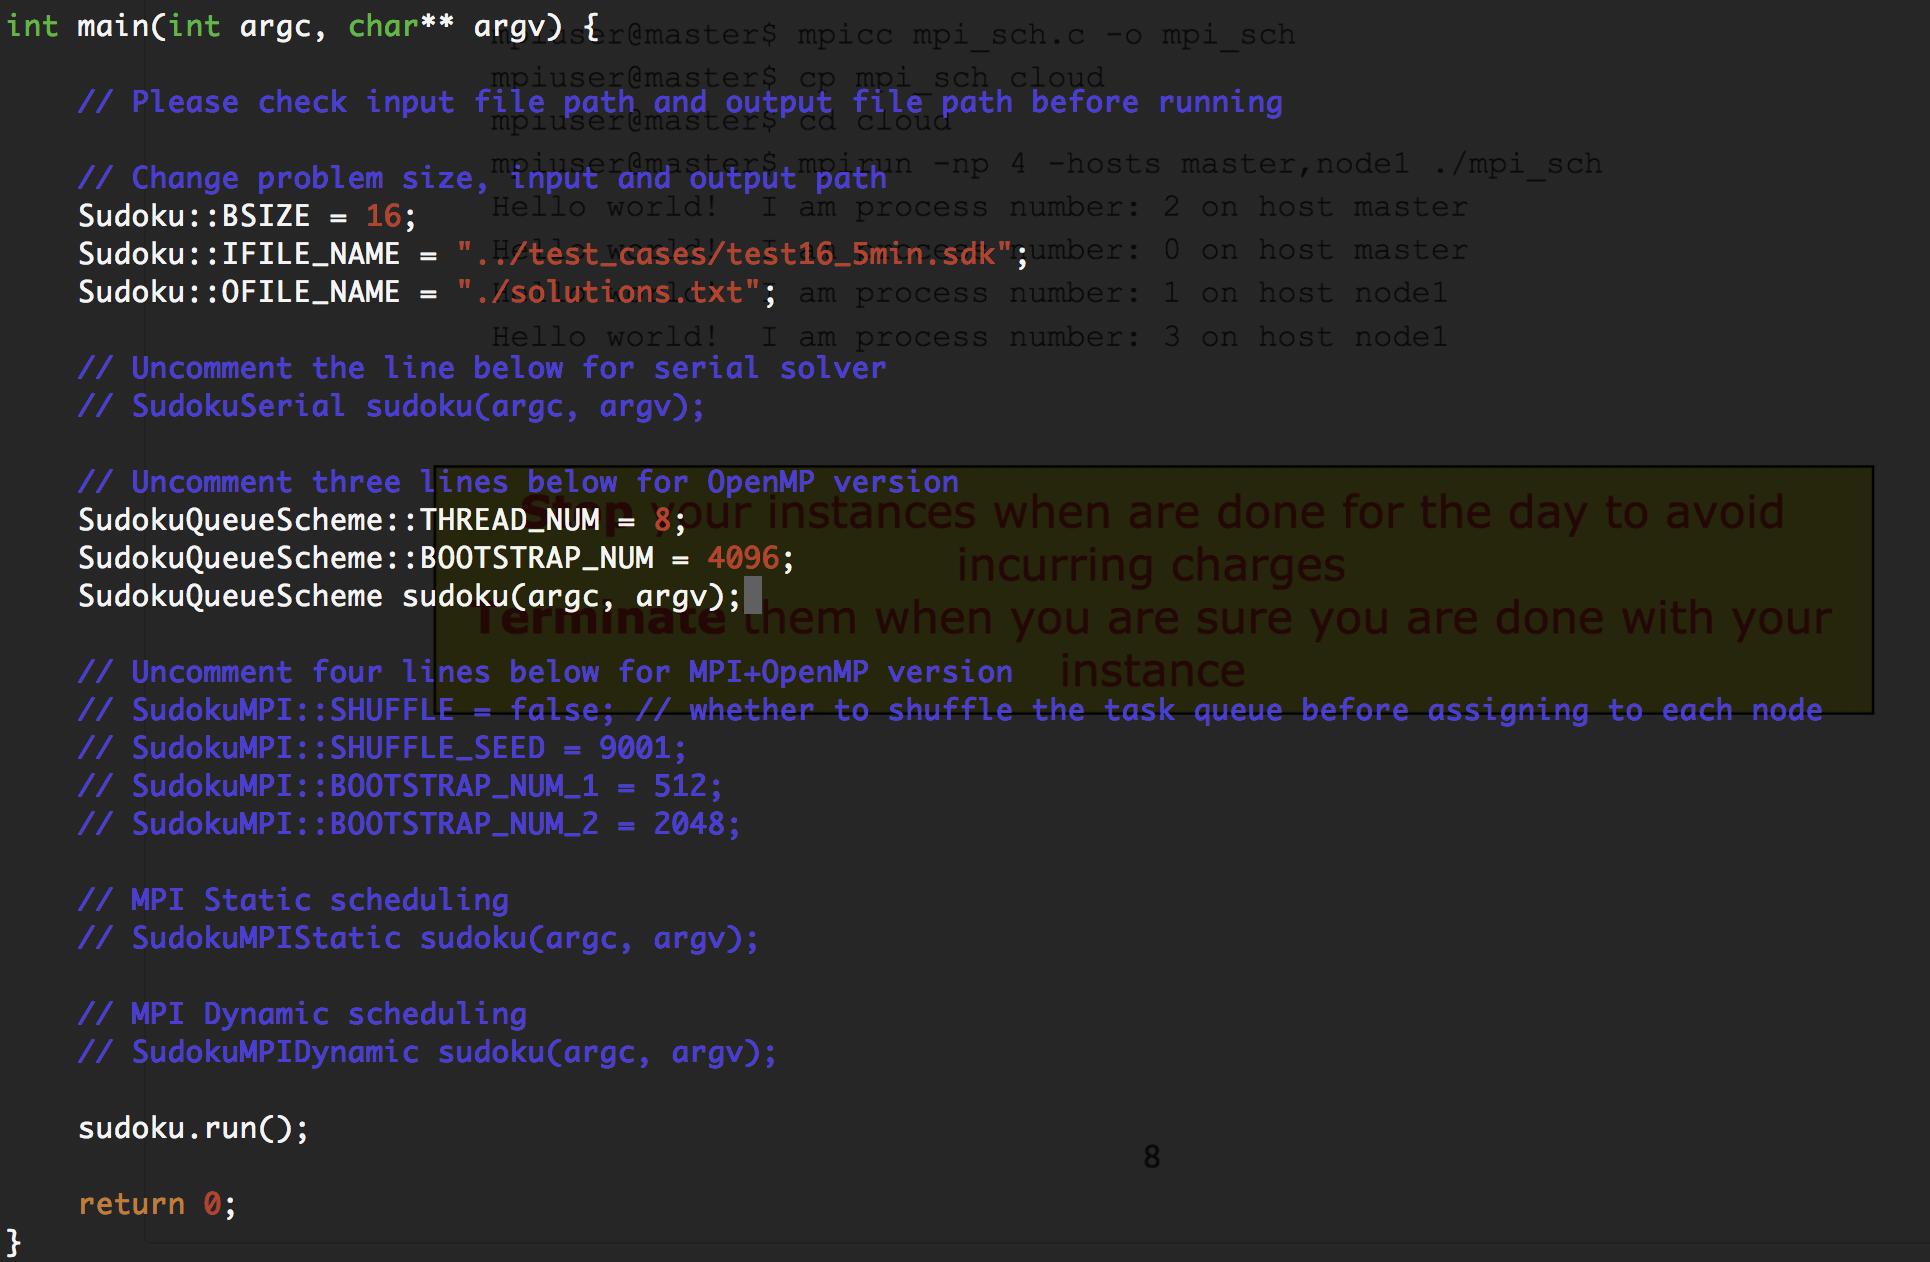 int main(int argc, char** argv) {
// Please check input file path and output file path before running
// Change problem size, input and output path
Sudoku::BSIZE = 16;
Sudoku::IFILE_NAME = "../test_cases/test16_5min.sdk";
Sudoku::OFILE_NAME = "./solutions.txt";
// Uncomment the line below for serial solver
// SudokuSerial sudoku(argc, argv);
// Uncomment three lines below for OpenMP version
SudokuQueueScheme::THREAD_NUM = 8;
SudokuQueueScheme::BOOTSTRAP_NUM = 4096;
SudokuQueueScheme sudoku(argc, argv);
// Uncomment four lines below for MPI+OpenMP version
// SudokuMPI::SHUFFLE = false; // whether to shuffle the task queue before assigning to each node
// SudokuMPI::SHUFFLE_SEED = 9001;
// SudokuMPI::BOOTSTRAP_NUM_1 = 512;
// SudokuMPI::BOOTSTRAP_NUM_2 = 2048;
// MPI Static scheduling
// SudokuMPIStatic sudoku(argc, argv);
// MPI Dynamic scheduling
// SudokuMPIDynamic sudoku(argc, argv);
sudoku.run();
return 0;
}
mpiuser@master$ mpicc mpi_sch.c -o mpi_sch
mpiuser@master$ cp mpi_sch cloud
mpiuser@master$ cd cloud
mpiuser@master$ mpirun -np 4 -hosts master,node1 ./mpi_sch
Hello world! I am process number: 2 on host master
Hello world! I am process number: 0 on host master
Hello world! I am process number: 1 on host node1
Hello world! I am process number: 3 on host node1
Stop your instances when are done for the day to avoid
incurring charges
Terminate them when you are sure you are done with your
instance
8